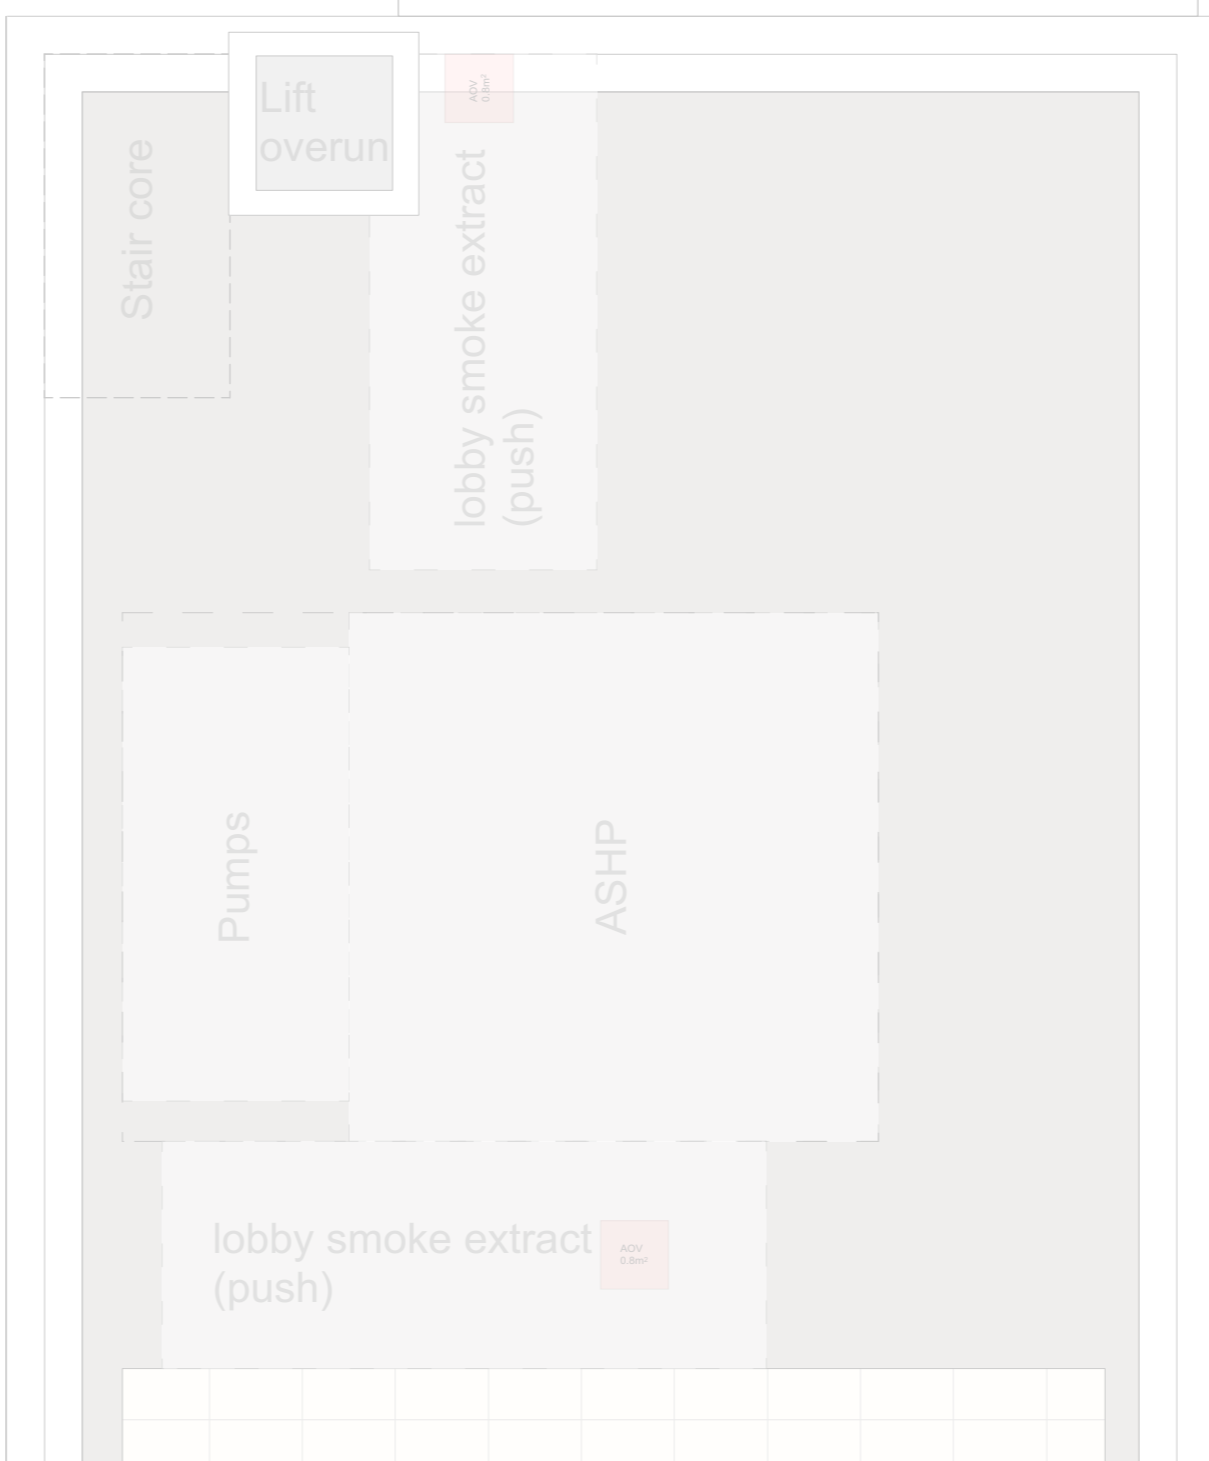 Lift
overun
AOV
0.8m²
Stair core
lobby smoke extract
(push)
Pumps
ASHP
lobby smoke extract
(push)
AOV
0.8m²